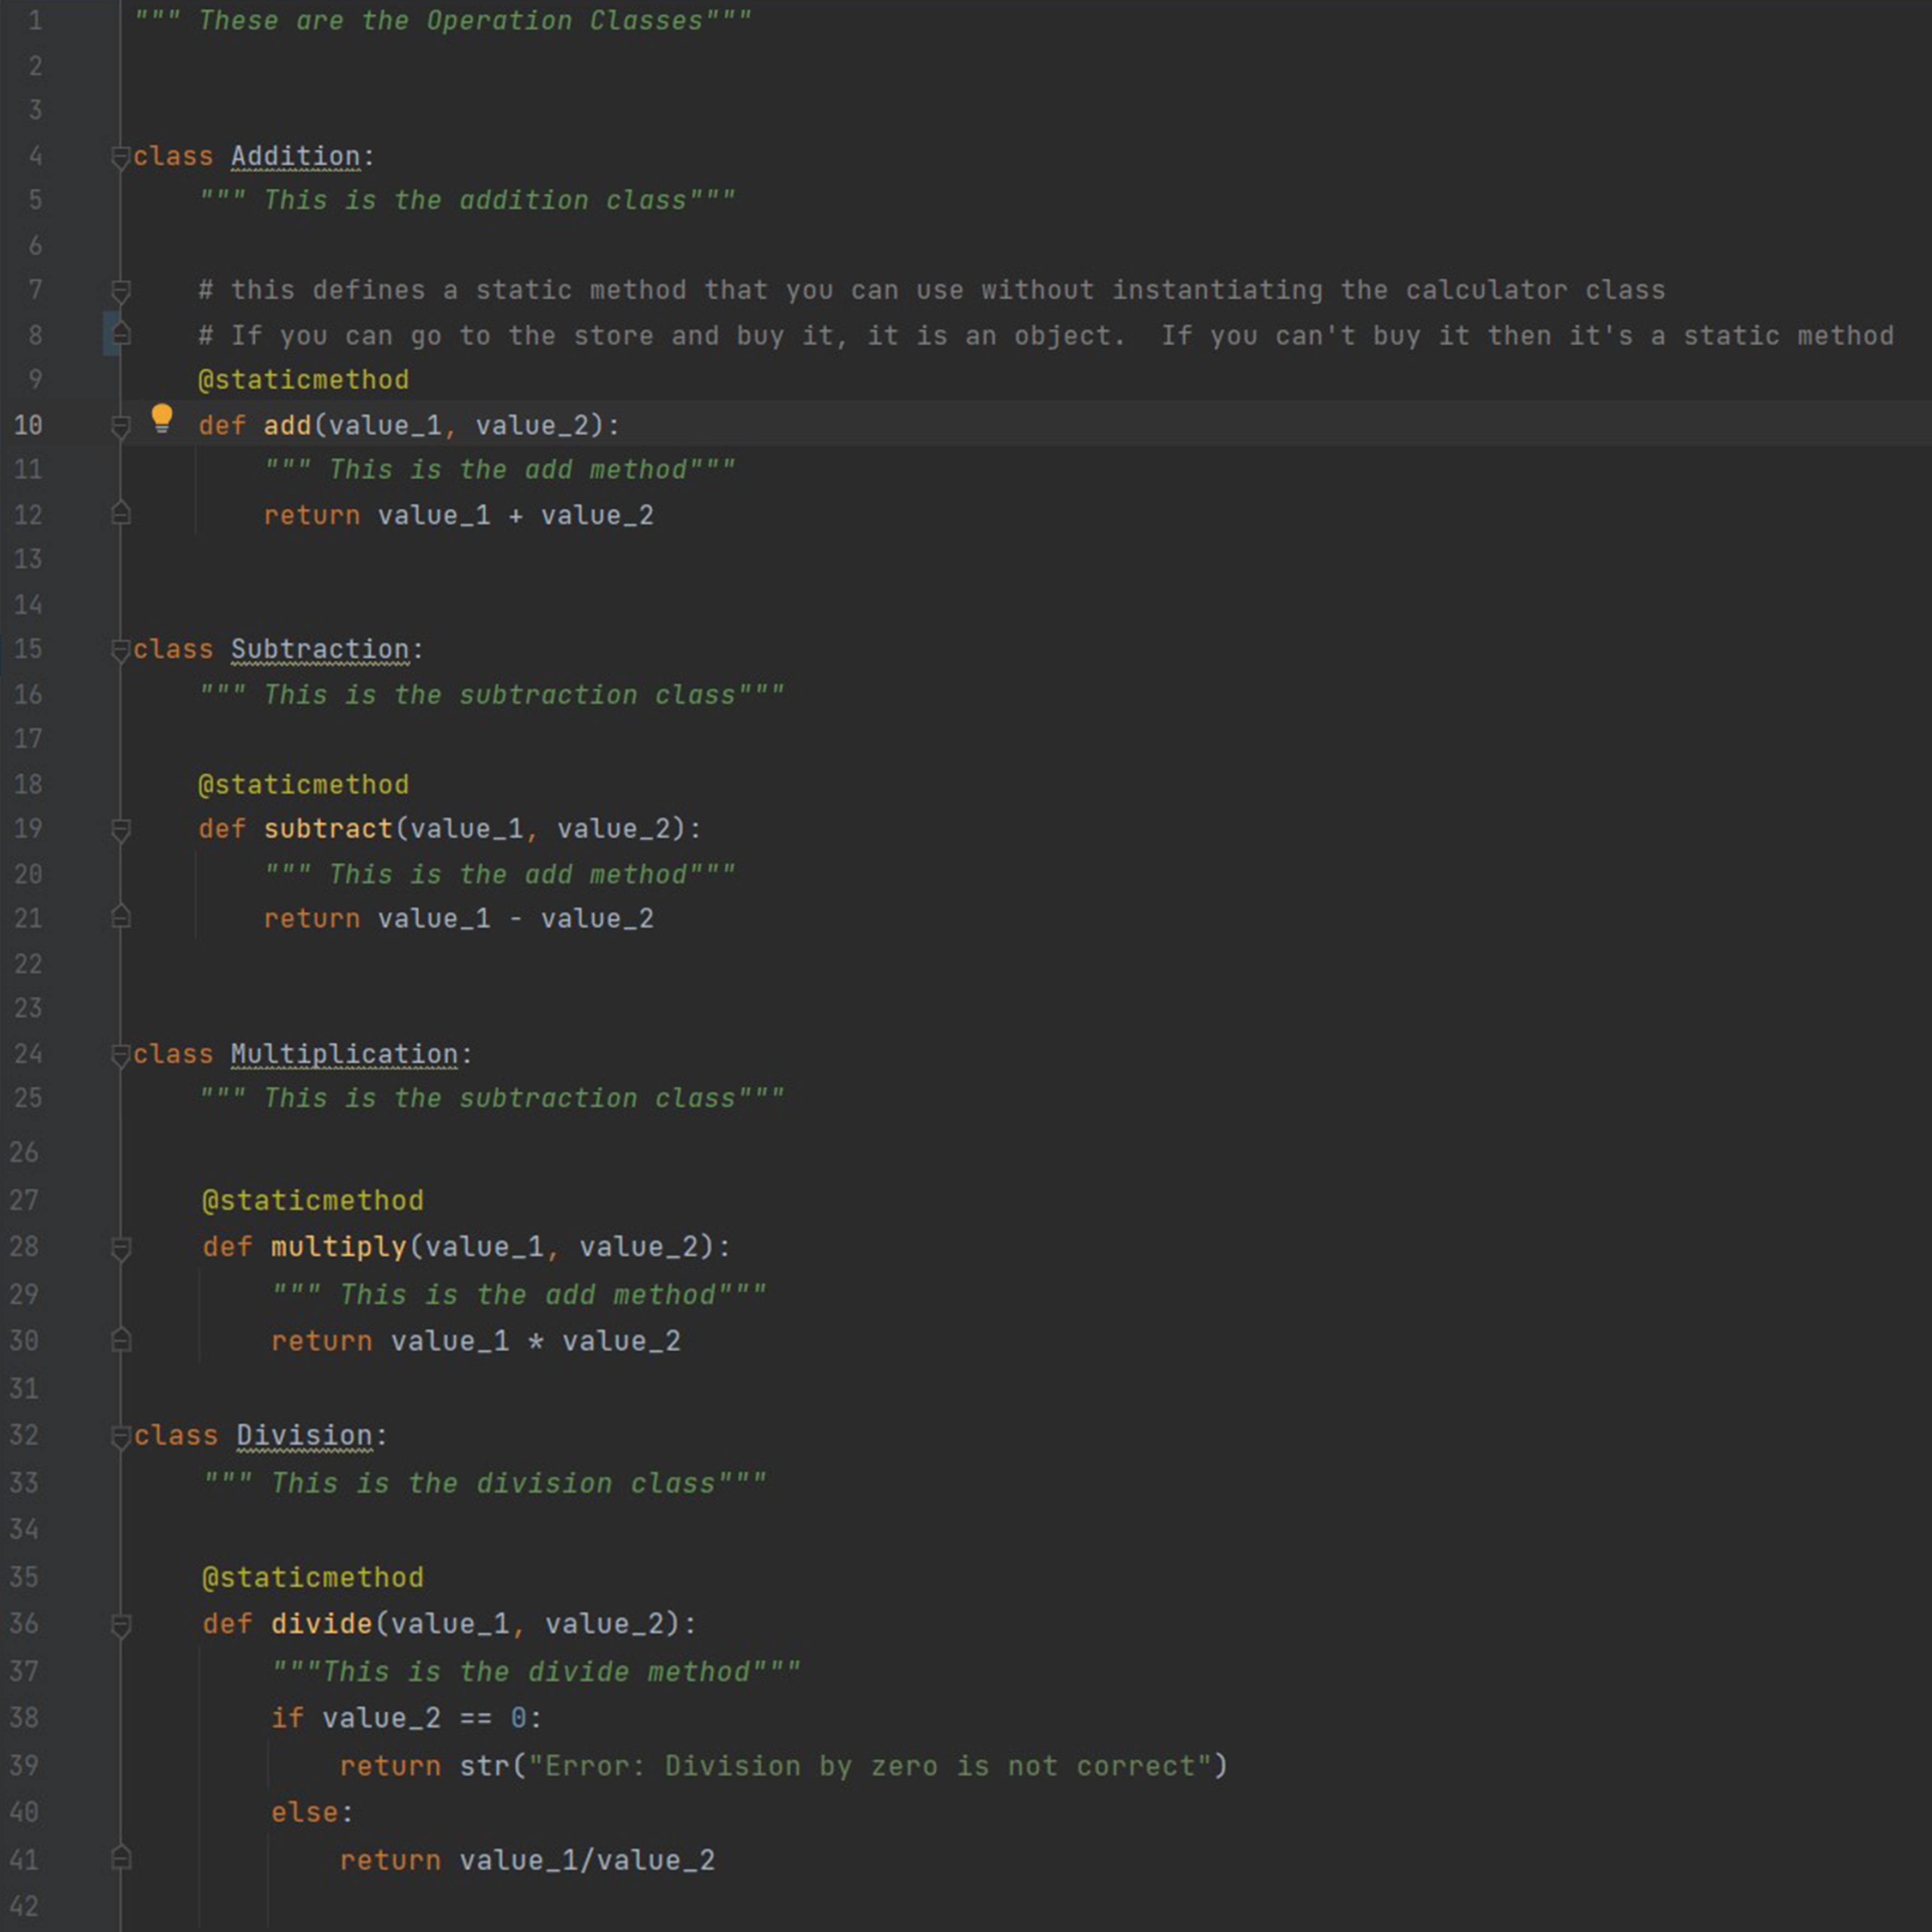 1 """ These are the Operation Classes"""
2
3
4 class Addition:
5 """ This is the addition class"""
6
7 # this defines a static method that you can use without instantiating the calculator class
8 # If you can go to the store and buy it, it is an object.  If you can't buy it then it's a static method
9 @staticmethod
10 def add(value_1, value_2):
11 """ This is the add method"""
12 return value_1 + value_2
13
14
15 class Subtraction:
16 """ This is the subtraction class"""
17
18 @staticmethod
19 def subtract(value_1, value_2):
20 """ This is the add method"""
21 return value_1 - value_2
22
23
24 class Multiplication:
25 """ This is the subtraction class"""
26
27 @staticmethod
28 def multiply(value_1, value_2):
29 """ This is the add method"""
30 return value_1 * value_2
31
32 class Division:
33 """ This is the division class"""
34
35 @staticmethod
36 def divide(value_1, value_2):
37 """This is the divide method"""
38 if value_2 == 0:
39 return str("Error: Division by zero is not correct")
40 else:
41 return value_1/value_2
42